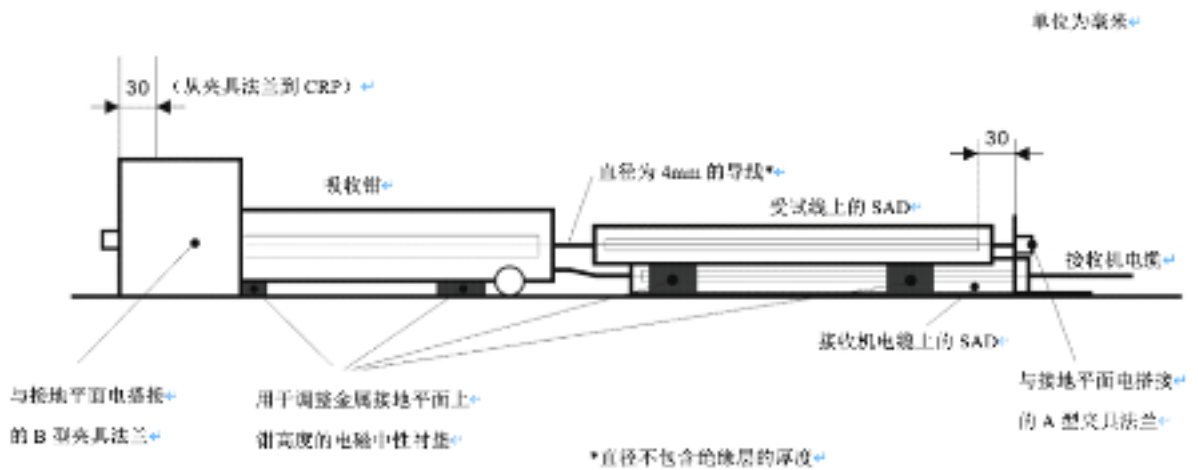 单位为毫米
30 (从夹具法兰到 CRP)
30
直径为 4mm 的导线*
吸收钳
受试线上的 SAD
接收机电缆
接收机电缆上的 SAD
与接地平面电搭接
的 B 型夹具法兰
用于调整金属接地平面上
钳高度的电磁中性衬垫
与接地平面电搭接
的 A 型夹具法兰
*直径不包含绝缘层的厚度